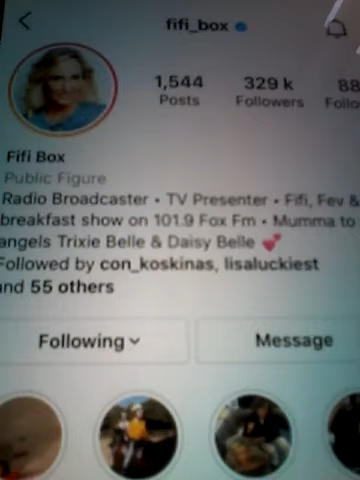 fifi_box
1,544 329 k 88
Posts Followers Follo
Fifi Box
Public Figure
Radio Broadcaster • TV Presenter • Fifi, Fev &
breakfast show on 101.9 Fox Fm • Mumma to
angels Trixie Belle & Daisy Belle 💕
Followed by con_koskinas, lisaluckiest
and 55 others
Following Message